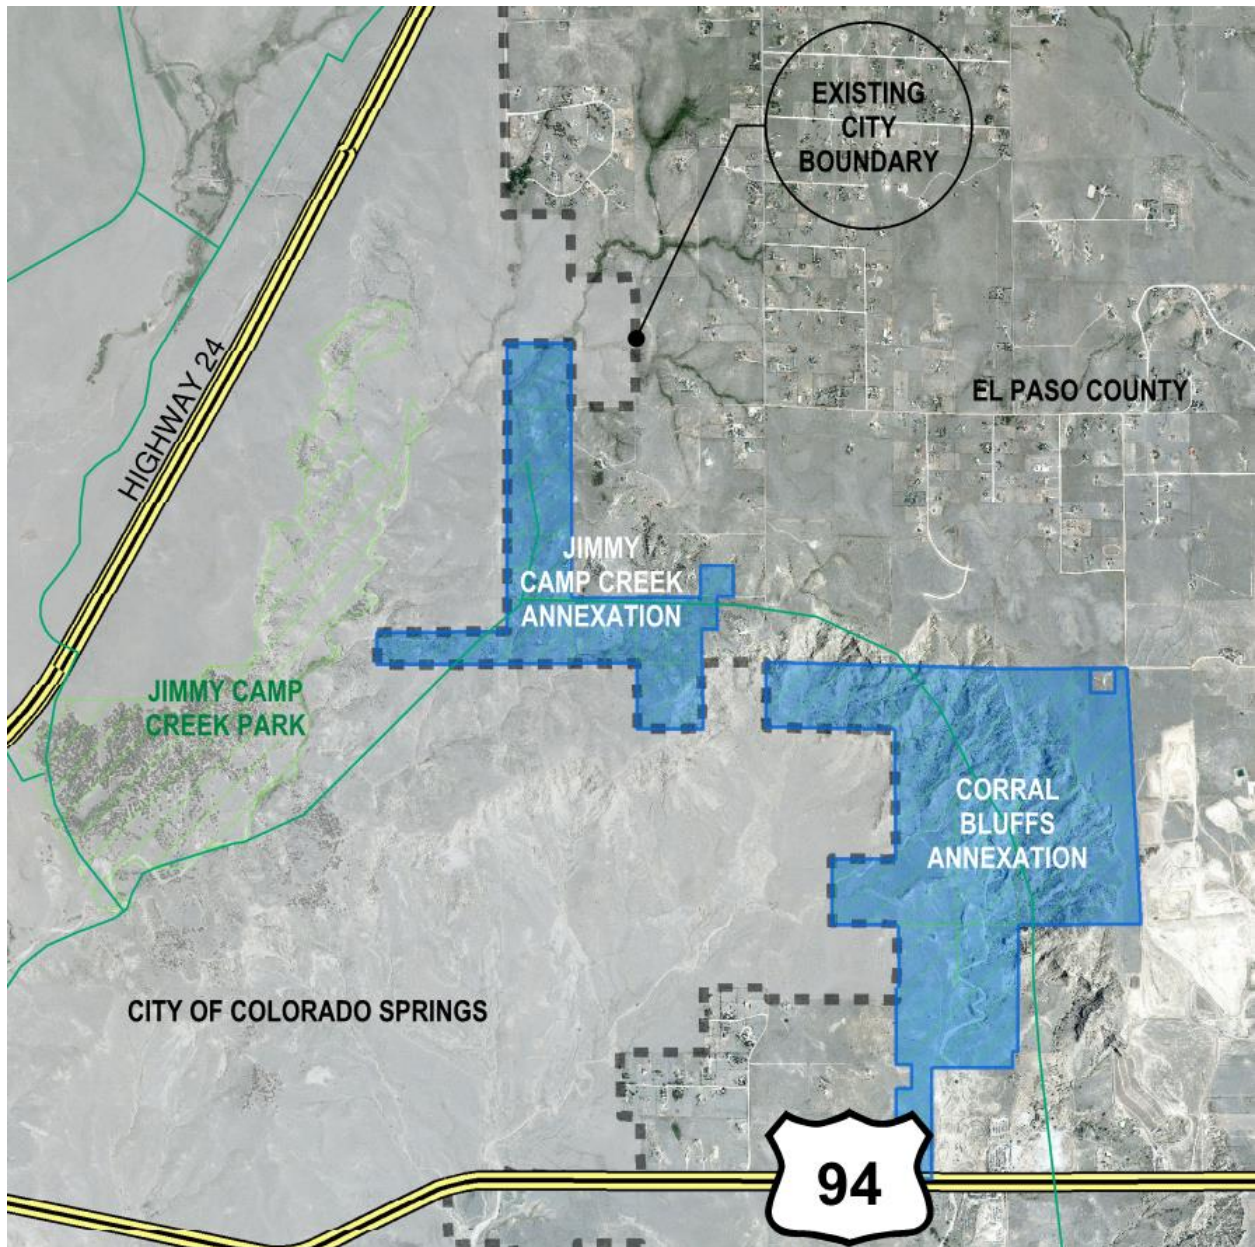 EXISTING
CITY
BOUNDARY
HIGHWAY 24
EL PASO COUNTY
JIMMY
CAMP CREEK
ANNEXATION
JIMMY CAMP
CREEK PARK
CORRAL
BLUFFS
ANNEXATION
CITY OF COLORADO SPRINGS
94